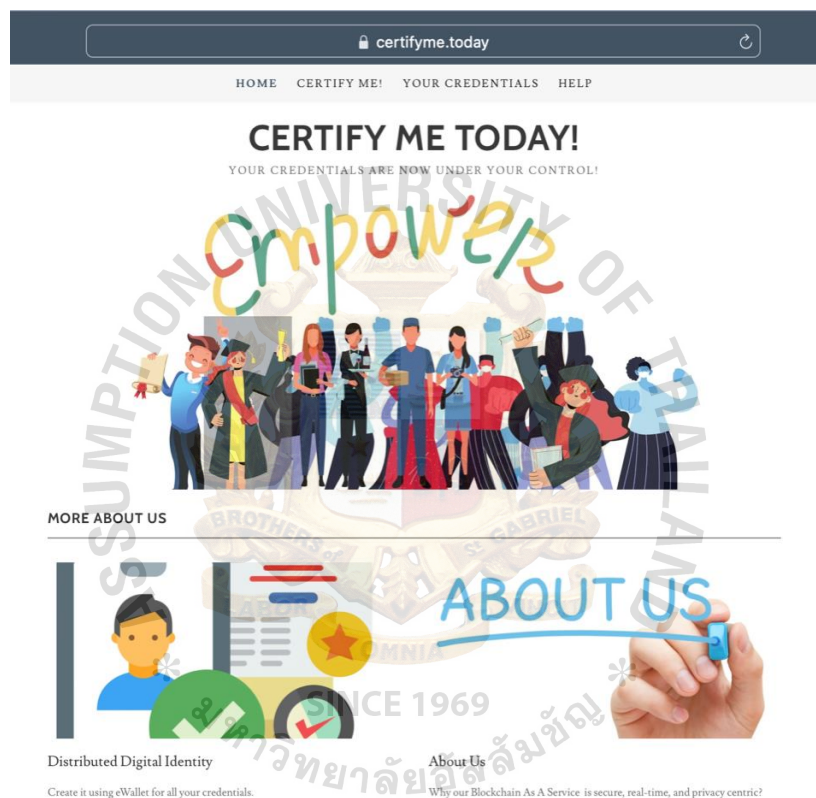 certifyme.today
HOME CERTIFY ME! YOUR CREDENTIALS HELP
CERTIFY ME TODAY!
YOUR CREDENTIALS ARE NOW UNDER YOUR CONTROL!
Empower
ASSUMPTION UNIVERSITY OF THAILAND
MORE ABOUT US
BROTHERS of St GABRIEL
ABOUT US
LABOR
OMNIA
SINCE 1969
มหาวิทยาลัยอัสสัมชัญ
Distributed Digital Identity
About Us
Create it using eWallet for all your credentials.
Why our Blockchain As A Service is secure, real-time, and privacy centric?